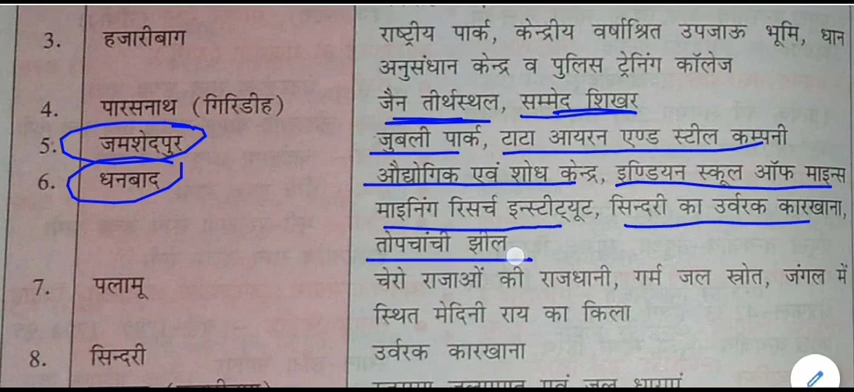 3. हजारीबाग राष्ट्रीय पार्क, केन्द्रीय वर्षाश्रित उपजाऊ भूमि, धान
अनुसंधान केन्द्र व पुलिस ट्रेनिंग कॉलेज
4. पारसनाथ (गिरिडीह) जैन तीर्थस्थल, सम्मेद शिखर
5. जमशेदपुर जुबली पार्क, टाटा आयरन एण्ड स्टील कम्पनी
6. धनबाद औद्योगिक एवं शोध केन्द्र, इण्डियन स्कूल ऑफ माइन्स
माइनिंग रिसर्च इन्स्टीट्यूट, सिन्दरी का उर्वरक कारखाना,
तोपचांची झील
7. पलामू चेरो राजाओं की राजधानी, गर्म जल स्रोत, जंगल में
स्थित मेदिनी राय का किला
8. सिन्दरी उर्वरक कारखाना